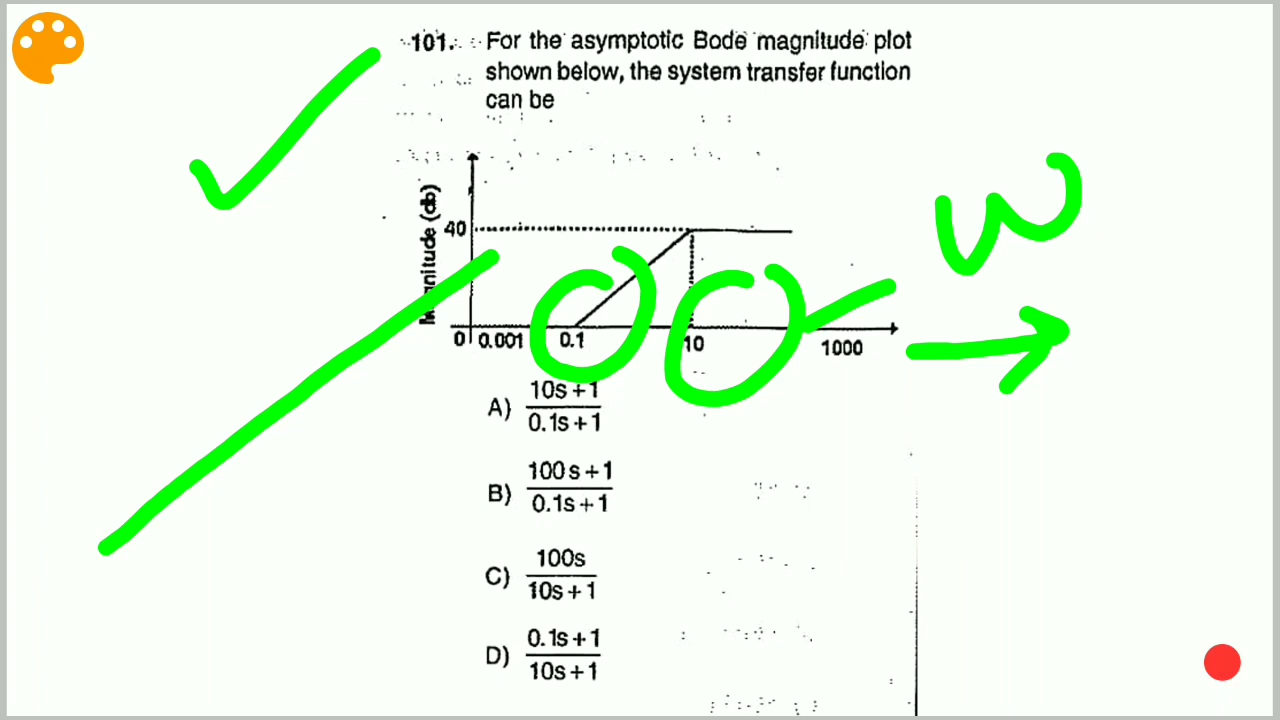 101. For the asymptotic Bode magnitude plot
shown below, the system transfer function
can be
Magnitude (db)
40
0 0.001 0.1 10 1000
W
A) 10s + 1
0.1s + 1
B) 100 s + 1
0.1s + 1
C) 100s
10s + 1
D) 0.1s + 1
10s + 1